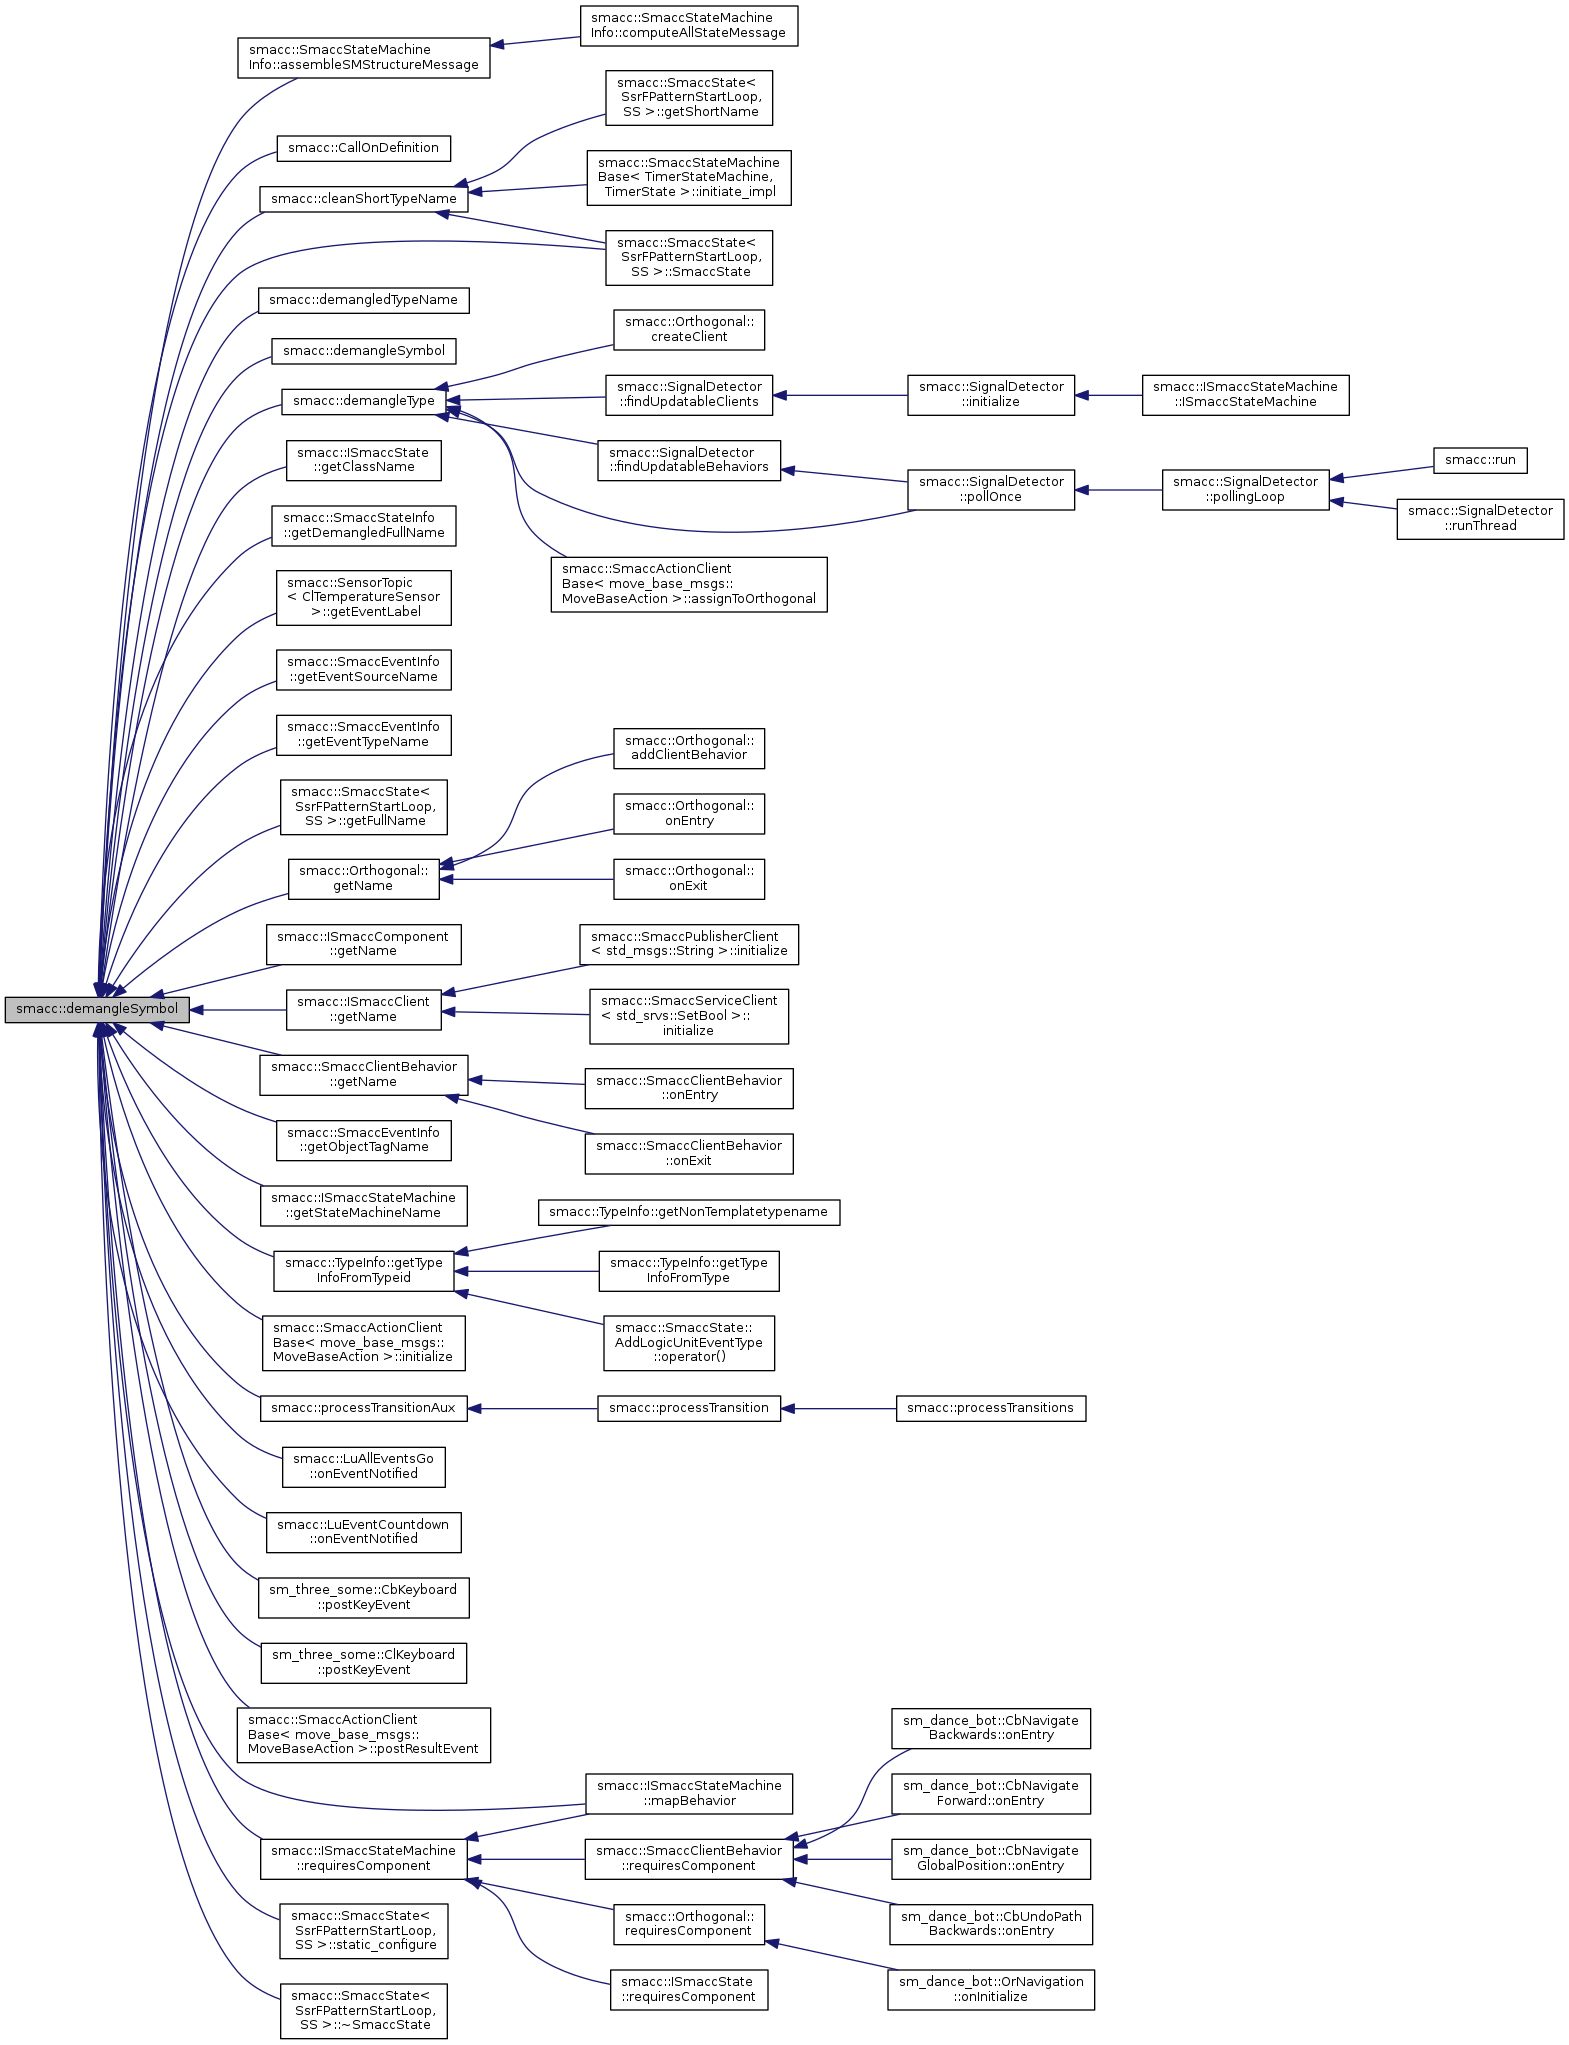 smacc::SmaccStateMachine
Info::computeAllStateMessage
smacc::SmaccStateMachine
Info::assembleSMStructureMessage
smacc::SmaccState<
SsrFPatternStartLoop,
SS >::getShortName
smacc::CallOnDefinition
smacc::SmaccStateMachine
Base< TimerStateMachine,
TimerState >::initiate_impl
smacc::cleanShortTypeName
smacc::SmaccState<
SsrFPatternStartLoop,
SS >::SmaccState
smacc::demangledTypeName
smacc::Orthogonal::
createClient
smacc::demangleSymbol
smacc::demangleType
smacc::SignalDetector
::findUpdatableClients
smacc::SignalDetector
::initialize
smacc::ISmaccStateMachine
::ISmaccStateMachine
smacc::ISmaccState
::getClassName
smacc::SignalDetector
::findUpdatableBehaviors
smacc::SignalDetector
::pollOnce
smacc::SignalDetector
::pollingLoop
smacc::run
smacc::SignalDetector
::runThread
smacc::SmaccStateInfo
::getDemangledFullName
smacc::SmaccActionClient
Base< move_base_msgs::
MoveBaseAction >::assignToOrthogonal
smacc::SensorTopic
< ClTemperatureSensor
>::getEventLabel
smacc::SmaccEventInfo
::getEventSourceName
smacc::SmaccEventInfo
::getEventTypeName
smacc::SmaccState<
SsrFPatternStartLoop,
SS >::getFullName
smacc::Orthogonal::
addClientBehavior
smacc::Orthogonal::
onEntry
smacc::Orthogonal::
getName
smacc::Orthogonal::
onExit
smacc::ISmaccComponent
::getName
smacc::SmaccPublisherClient
< std_msgs::String >::initialize
smacc::demangleSymbol
smacc::ISmaccClient
::getName
smacc::SmaccServiceClient
< std_srvs::SetBool >::
initialize
smacc::SmaccClientBehavior
::getName
smacc::SmaccClientBehavior
::onEntry
smacc::SmaccClientBehavior
::onExit
smacc::SmaccEventInfo
::getObjectTagName
smacc::ISmaccStateMachine
::getStateMachineName
smacc::TypeInfo::getNonTemplatetypename
smacc::TypeInfo::getType
InfoFromTypeid
smacc::TypeInfo::getType
InfoFromType
smacc::SmaccState::
AddLogicUnitEventType
::operator()
smacc::SmaccActionClient
Base< move_base_msgs::
MoveBaseAction >::initialize
smacc::processTransitionAux
smacc::processTransition
smacc::processTransitions
smacc::LuAllEventsGo
::onEventNotified
smacc::LuEventCountdown
::onEventNotified
sm_three_some::CbKeyboard
::postKeyEvent
sm_three_some::ClKeyboard
::postKeyEvent
smacc::SmaccActionClient
Base< move_base_msgs::
MoveBaseAction >::postResultEvent
sm_dance_bot::CbNavigate
Backwards::onEntry
smacc::ISmaccStateMachine
::mapBehavior
sm_dance_bot::CbNavigate
Forward::onEntry
smacc::ISmaccStateMachine
::requiresComponent
smacc::SmaccClientBehavior
::requiresComponent
sm_dance_bot::CbNavigate
GlobalPosition::onEntry
smacc::SmaccState<
SsrFPatternStartLoop,
SS >::static_configure
smacc::Orthogonal::
requiresComponent
sm_dance_bot::CbUndoPath
Backwards::onEntry
smacc::ISmaccState
::requiresComponent
sm_dance_bot::OrNavigation
::onInitialize
smacc::SmaccState<
SsrFPatternStartLoop,
SS >::~SmaccState